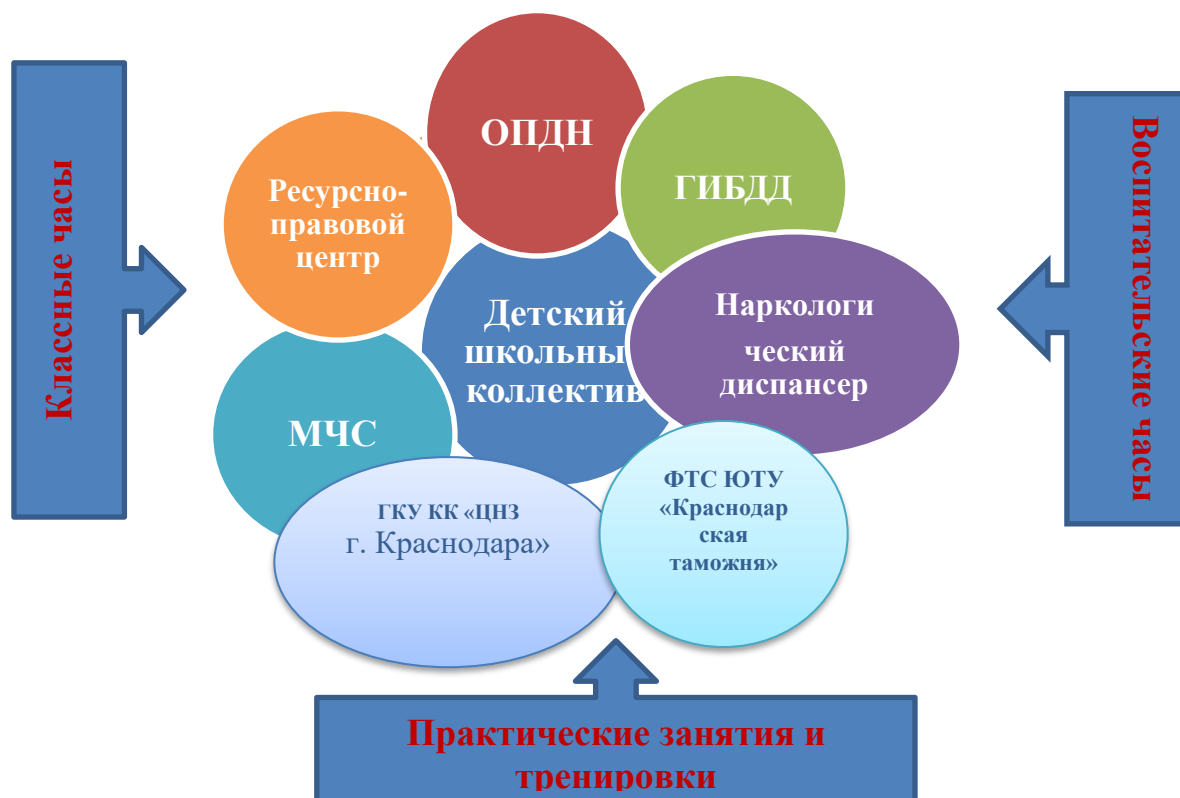 ОПДН
ГИБДД
Ресурсно-
правовой
центр
Наркологи
ческий
диспансер
Детский
школьный
коллектив
МЧС
ГКУ КК «ЦНЗ
г. Краснодара»
ФТС ЮТУ
«Краснодар
ская
таможня»
Классные часы
Воспитательские часы
Практические занятия и
тренировки